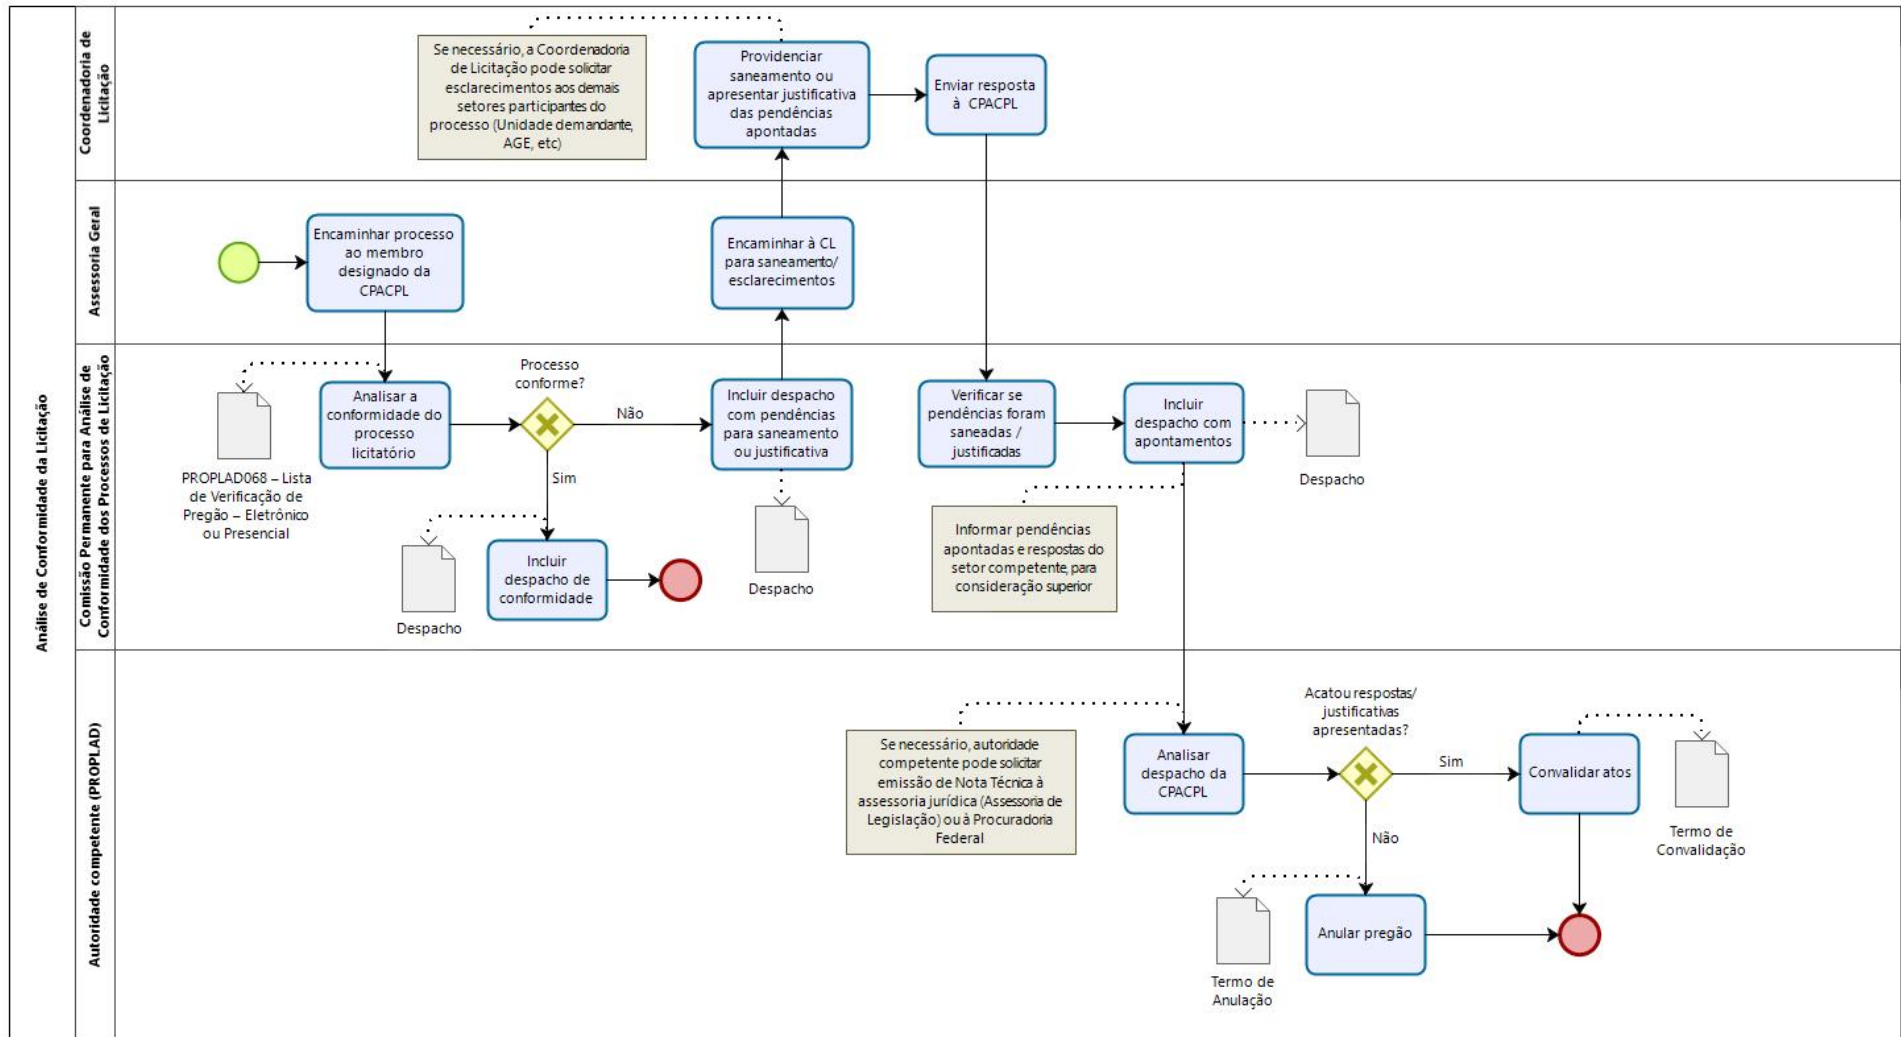 Análise de Conformidade da Licitação
Coordenadoria de
Licitação
Se necessário, a Coordenadoria
de Licitação pode solicitar
esclarecimentos aos demais
setores participantes do
processo (Unidade demandante,
AGE, etc)
Providenciar
saneamento ou
apresentar justificativa
das pendências
apontadas
Enviar resposta
à CPACPL
Assessoria Geral
Encaminhar processo
ao membro
designado da
CPACPL
Encaminhar à CL
para saneamento/
esclarecimentos
Comissão Permanente para Análise de
Conformidade dos Processos de Licitação
PROPLAD068 – Lista
de Verificação de
Pregão – Eletrônico
ou Presencial
Analisar a
conformidade do
processo
licitatório
Processo
conforme?
Não
Sim
Incluir despacho
com pendências
para saneamento
ou justificativa
Despacho
Despacho
Incluir
despacho de
conformidade
Verificar se
pendências foram
saneadas /
justificadas
Incluir
despacho com
apontamentos
Despacho
Informar pendências
apontadas e respostas do
setor competente, para
consideração superior
Autoridade competente (PROPLAD)
Se necessário, autoridade
competente pode solicitar
emissão de Nota Técnica à
assessoria jurídica (Assessoria de
Legislação) ou à Procuradoria
Federal
Analisar
despacho da
CPACPL
Acatou respostas/
justificativas
apresentadas?
Sim
Não
Convalidar atos
Termo de
Convalidação
Anular pregão
Termo de
Anulação